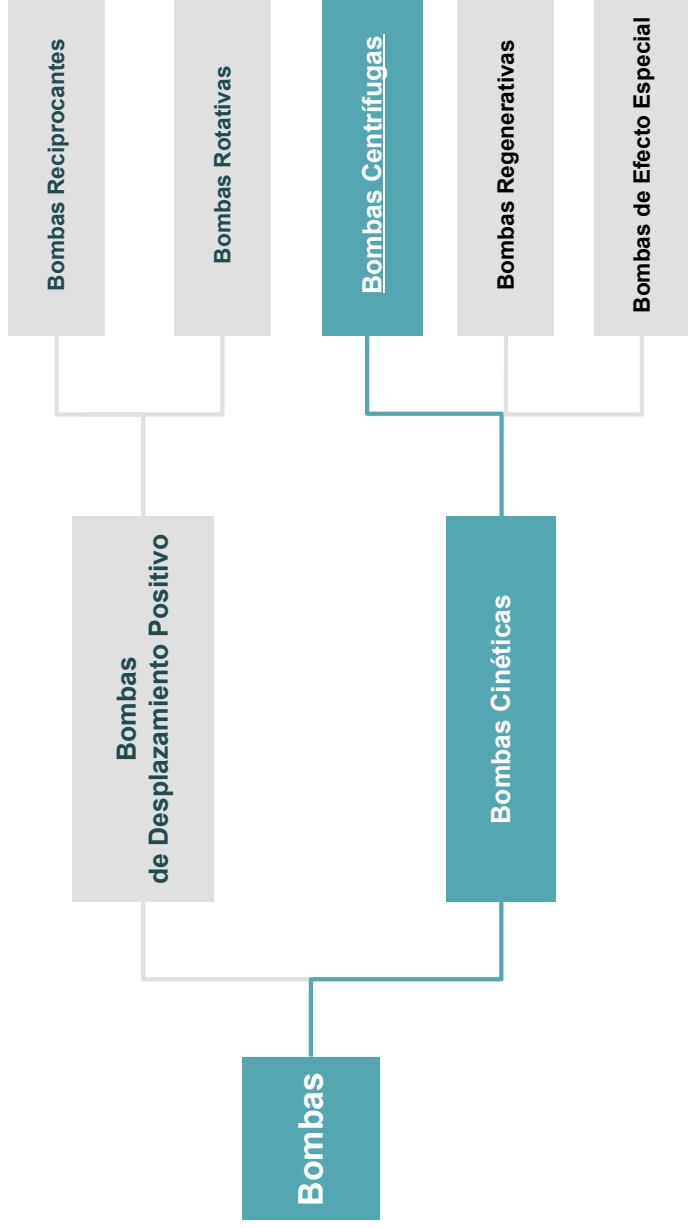 Bombas
Bombas
de Desplazamiento Positivo
Bombas Cinéticas
Bombas Reciprocantes
Bombas Rotativas
Bombas Centrífugas
Bombas Regenerativas
Bombas de Efecto Especial